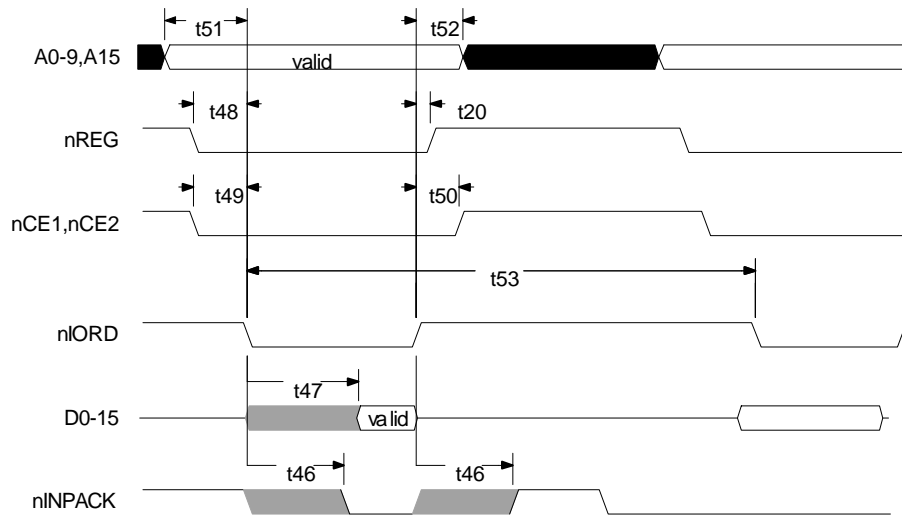 t51 t52
A0-9,A15 valid
t48 t20
nREG
t49 t50
nCE1,nCE2
t53
nIORD
t47
D0-15 valid
t46 t46
nINPACK